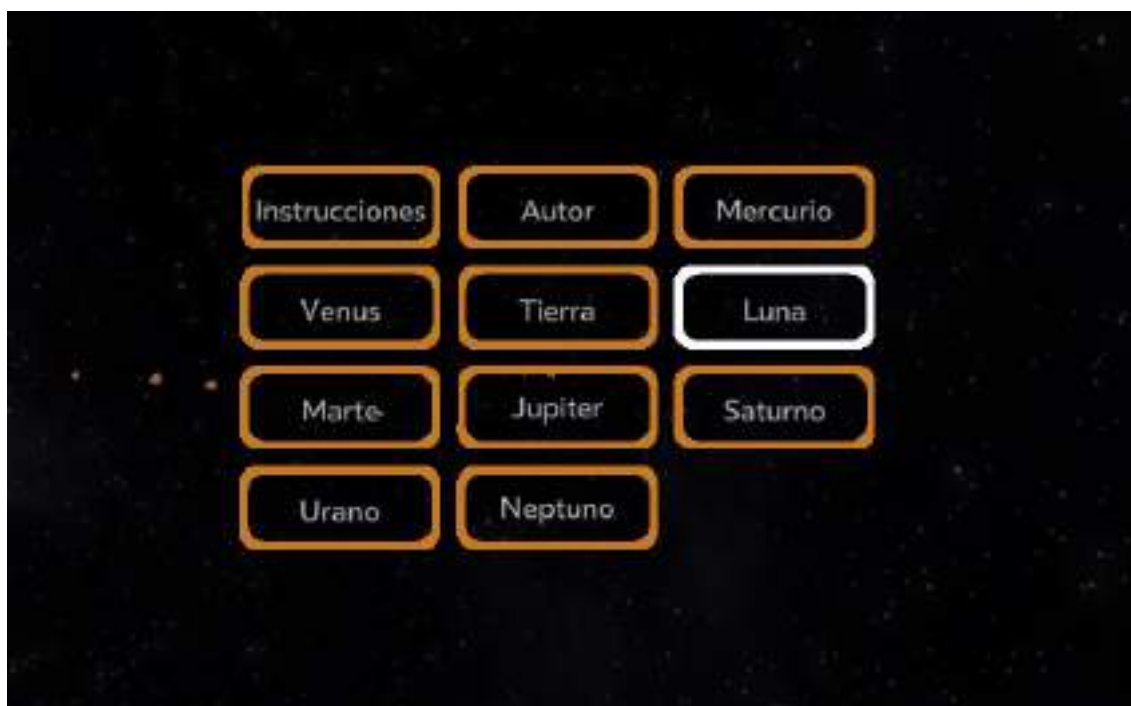 Instrucciones Autor Mercurio
Venus Tierra Luna
Marte Jupiter Saturno
Urano Neptuno